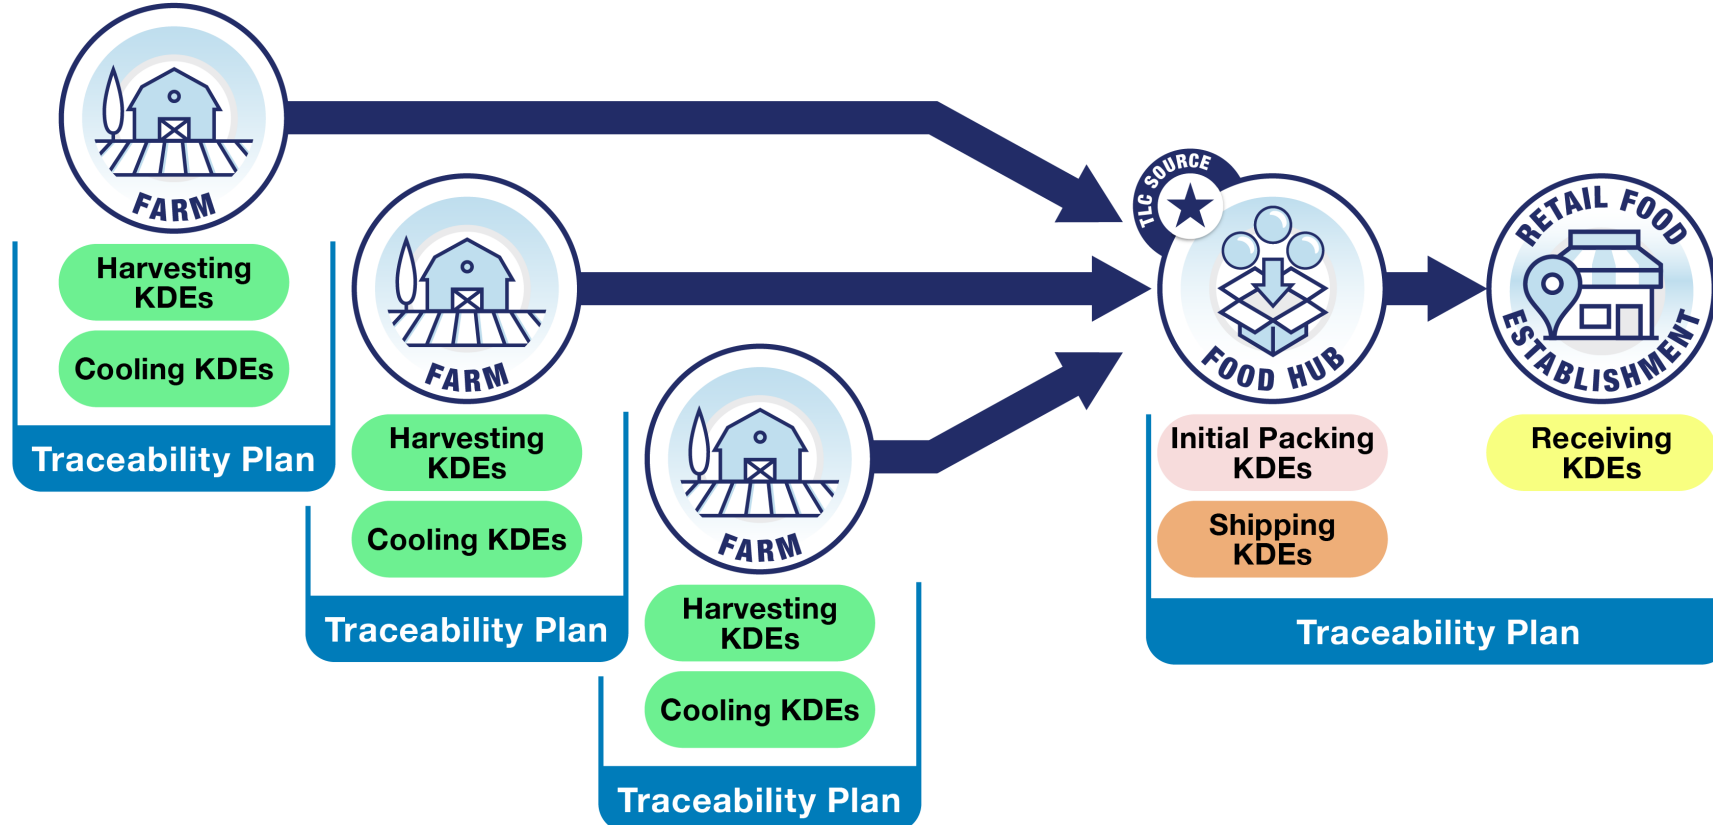 FARM
Harvesting
KDEs
Cooling KDEs
Traceability Plan
FARM
Harvesting
KDEs
Cooling KDEs
Traceability Plan
FARM
Harvesting
KDEs
Cooling KDEs
Traceability Plan
TLC SOURCE
FOOD HUB
Initial Packing
KDEs
Shipping
KDEs
RETAIL FOOD
ESTABLISHMENT
Receiving
KDEs
Traceability Plan